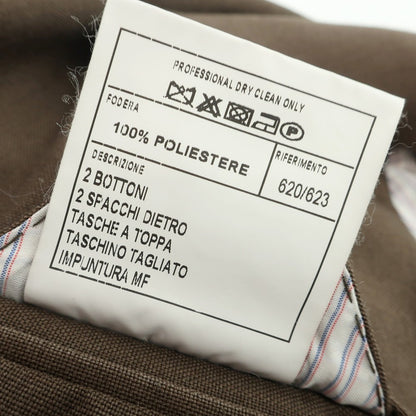 PROFESSIONAL DRY CLEAN ONLY
P
FODERA
100% POLIESTERE
RIFERIMENTO
620/623
DESCRIZIONE
2 BOTTONI
2 SPACCHI DIETRO
TASCHE A TOPPA
TASCHINO TAGLIATO
IMPUNTURA MF